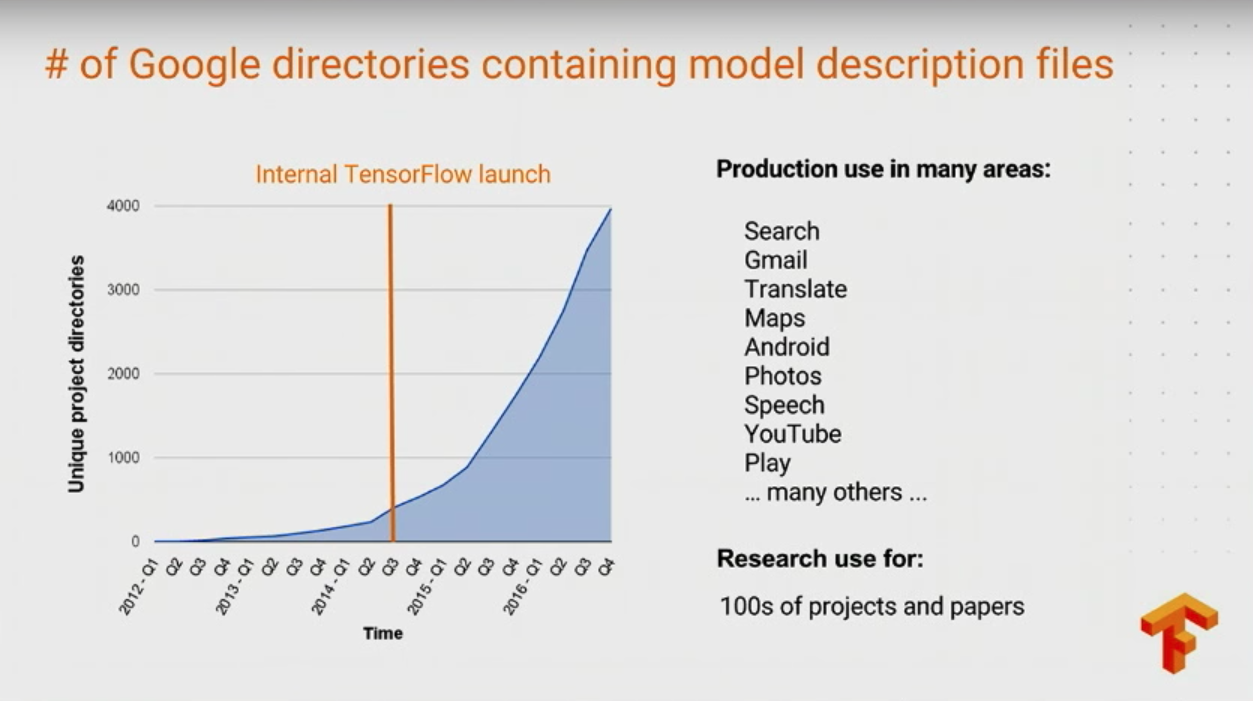 # of Google directories containing model description files
Internal TensorFlow launch
Unique project directories
4000
3000
2000
1000
0
2012 - Q1
Q2
Q3
Q4
2013 - Q1
Q2
Q3
Q4
2014 - Q1
Q2
Q3
Q4
2015 - Q1
Q2
Q3
Q4
2016 - Q1
Q2
Q3
Q4
Time
Production use in many areas:
Search
Gmail
Translate
Maps
Android
Photos
Speech
YouTube
Play
... many others ...
Research use for:
100s of projects and papers